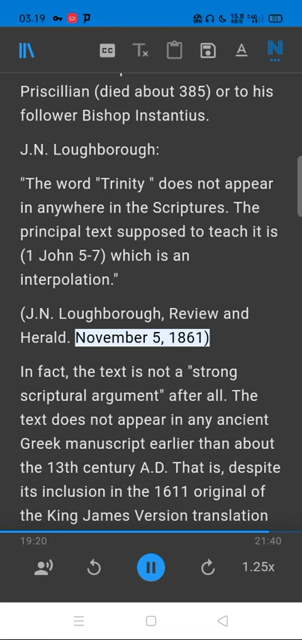 03.19
CC
Priscillian (died about 385) or to his
follower Bishop Instantius.
J.N. Loughborough:
"The word "Trinity " does not appear
in anywhere in the Scriptures. The
principal text supposed to teach it is
(1 John 5-7) which is an
interpolation."
(J.N. Loughborough, Review and
Herald. November 5, 1861)
In fact, the text is not a "strong
scriptural argument" after all. The
text does not appear in any ancient
Greek manuscript earlier than about
the 13th century A.D. That is, despite
its inclusion in the 1611 original of
the King James Version translation
19:20 21:40
1.25x